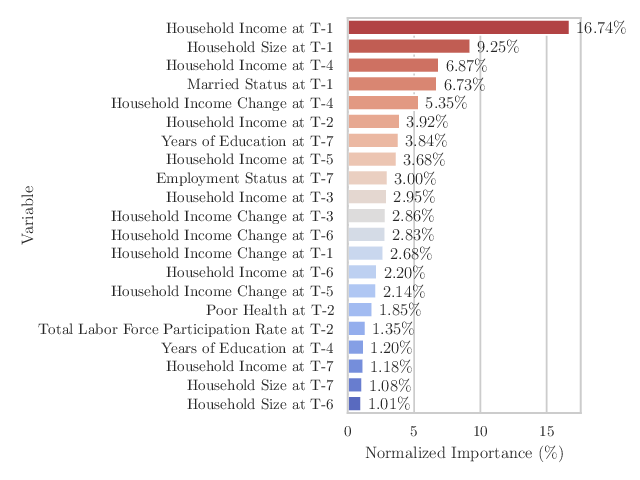 Household Income at T-1 16.74%
Household Size at T-1 9.25%
Household Income at T-4 6.87%
Married Status at T-1 6.73%
Household Income Change at T-4 5.35%
Household Income at T-2 3.92%
Years of Education at T-7 3.84%
Household Income at T-5 3.68%
Employment Status at T-7 3.00%
Household Income at T-3 2.95%
Household Income Change at T-3 2.86%
Household Income Change at T-6 2.83%
Household Income Change at T-1 2.68%
Household Income at T-6 2.20%
Household Income Change at T-5 2.14%
Poor Health at T-2 1.85%
Total Labor Force Participation Rate at T-2 1.35%
Years of Education at T-4 1.20%
Household Income at T-7 1.18%
Household Size at T-7 1.08%
Household Size at T-6 1.01%
Variable
0 5 10 15
Normalized Importance (%)